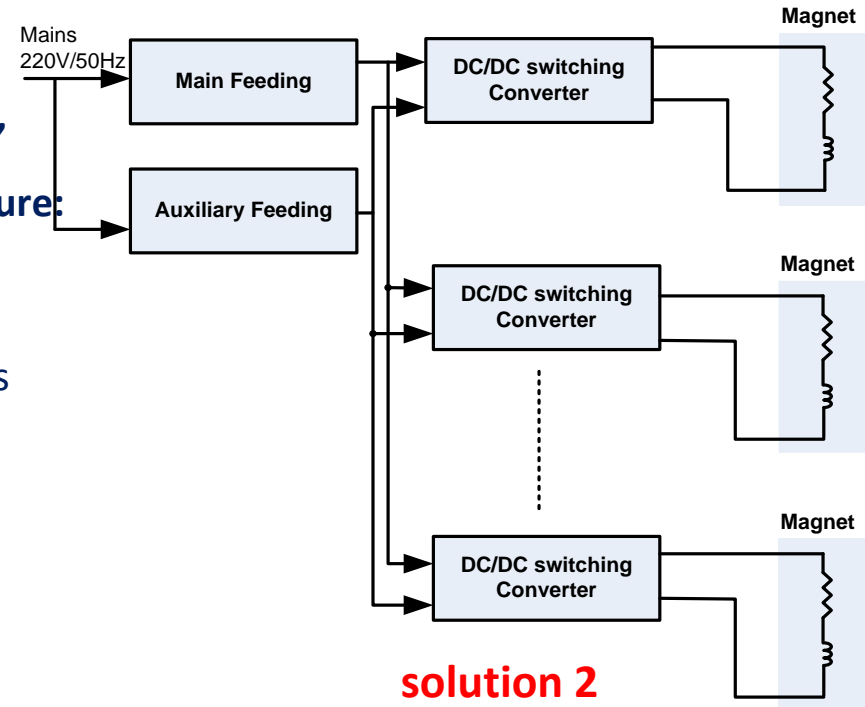 Mains
220V/50Hz
Main Feeding
Auxiliary Feeding
ure:
s
DC/DC switching
Converter
Magnet
DC/DC switching
Converter
Magnet
DC/DC switching
Converter
Magnet
solution 2